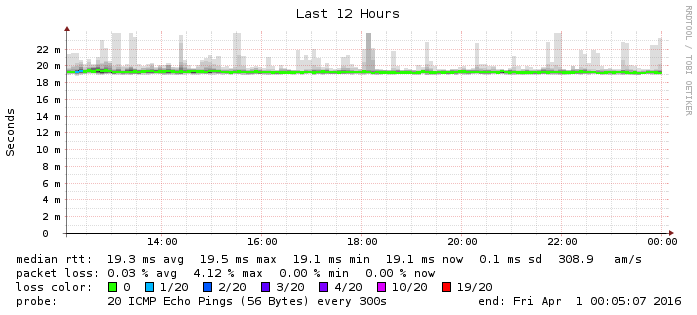 Last 12 Hours
RRDTOOL / TOBI OETIKER
Seconds
22 m
20 m
18 m
16 m
14 m
12 m
10 m
8 m
6 m
4 m
2 m
0
14:00 16:00 18:00 20:00 22:00 00:00
median rtt: 19.3 ms avg 19.5 ms max 19.1 ms min 19.1 ms now 0.1 ms sd 308.9 am/s
packet loss: 0.03 % avg 4.12 % max 0.00 % min 0.00 % now
loss color: 0 1/20 2/20 3/20 4/20 10/20 19/20
probe: 20 ICMP Echo Pings (56 Bytes) every 300s end: Fri Apr 1 00:05:07 2016